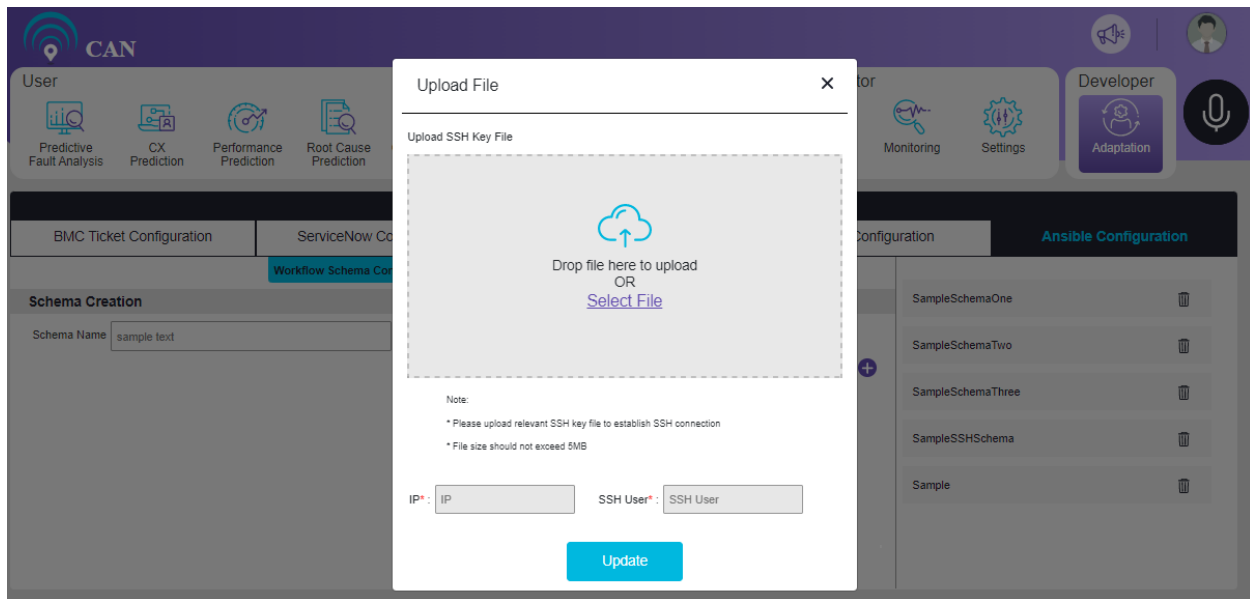 CAN
User
Predictive
Fault Analysis
CX
Prediction
Performance
Prediction
Root Cause
Prediction
tor
Monitoring
Settings
Developer
Adaptation
BMC Ticket Configuration
ServiceNow Co
Configuration
Ansible Configuration
Workflow Schema Con
Schema Creation
Schema Name
sample text
SampleSchemaOne
SampleSchemaTwo
SampleSchemaThree
SampleSSHSchema
Sample
Upload File
Upload SSH Key File
Drop file here to upload
OR
Select File
Note:
* Please upload relevant SSH key file to establish SSH connection
* File size should not exceed 5MB
IP* : IP SSH User* : SSH User
Update